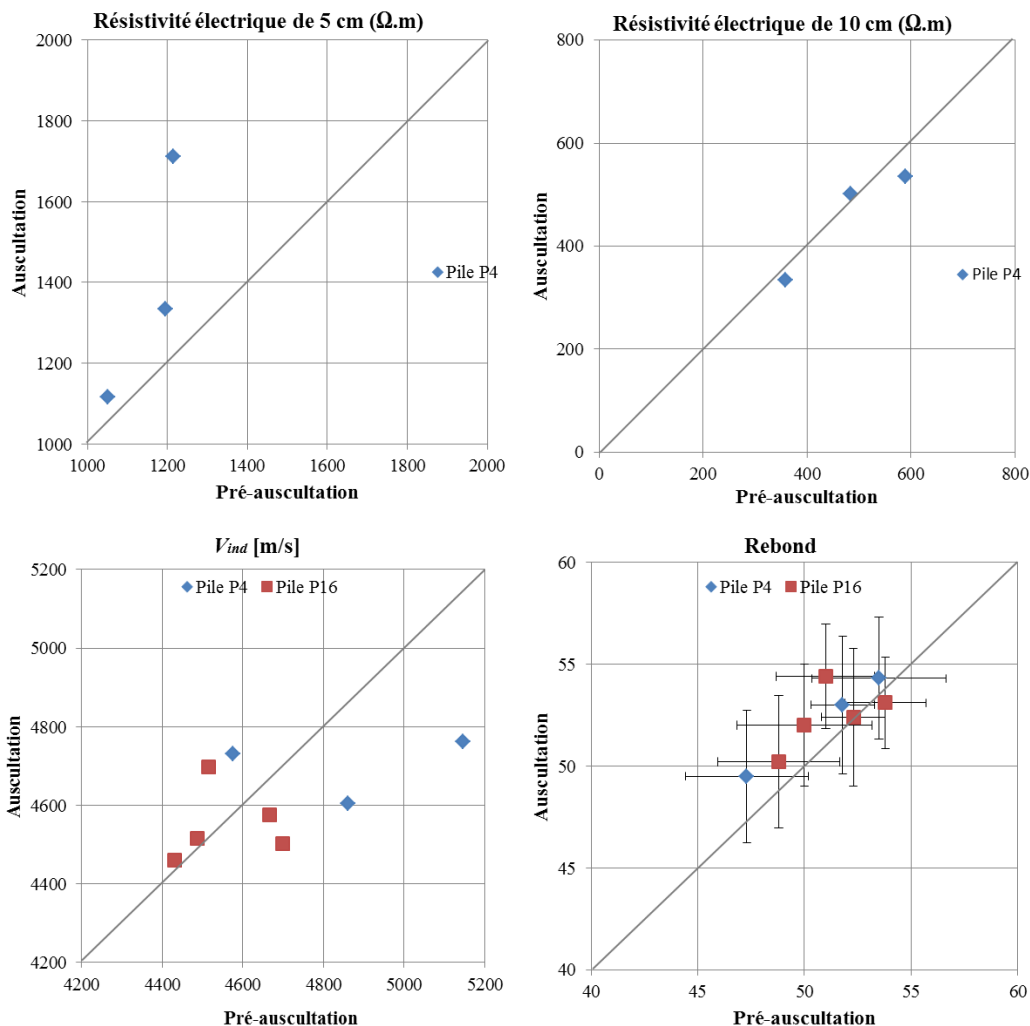 Résistivité électrique de 5 cm (Ω.m)
2000
1800
1600
1400
1200
1000
Auscultation
Pile P4
1000 1200 1400 1600 1800 2000
Pré-auscultation
Résistivité électrique de 10 cm (Ω.m)
800
600
400
200
0
Auscultation
Pile P4
0 200 400 600 800
Pré-auscultation
Vind [m/s]
5200
5000
4800
4600
4400
4200
Auscultation
Pile P4 Pile P16
4200 4400 4600 4800 5000 5200
Pré-auscultation
Rebond
60
55
50
45
40
Auscultation
Pile P4 Pile P16
40 45 50 55 60
Pré-auscultation